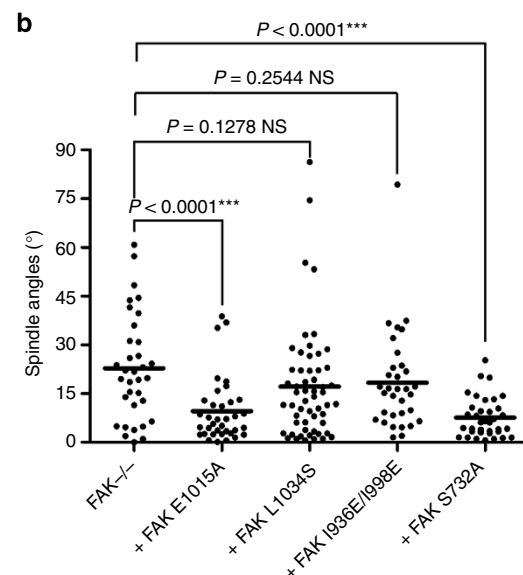 b
P < 0.0001***
P = 0.2544 NS
P = 0.1278 NS
P < 0.0001***
90
75
60
45
30
15
0
Spindle angles (°)
FAK–/–
+ FAK E1015A
+ FAK L1034S
+ FAK I936E/I998E
+ FAK S732A